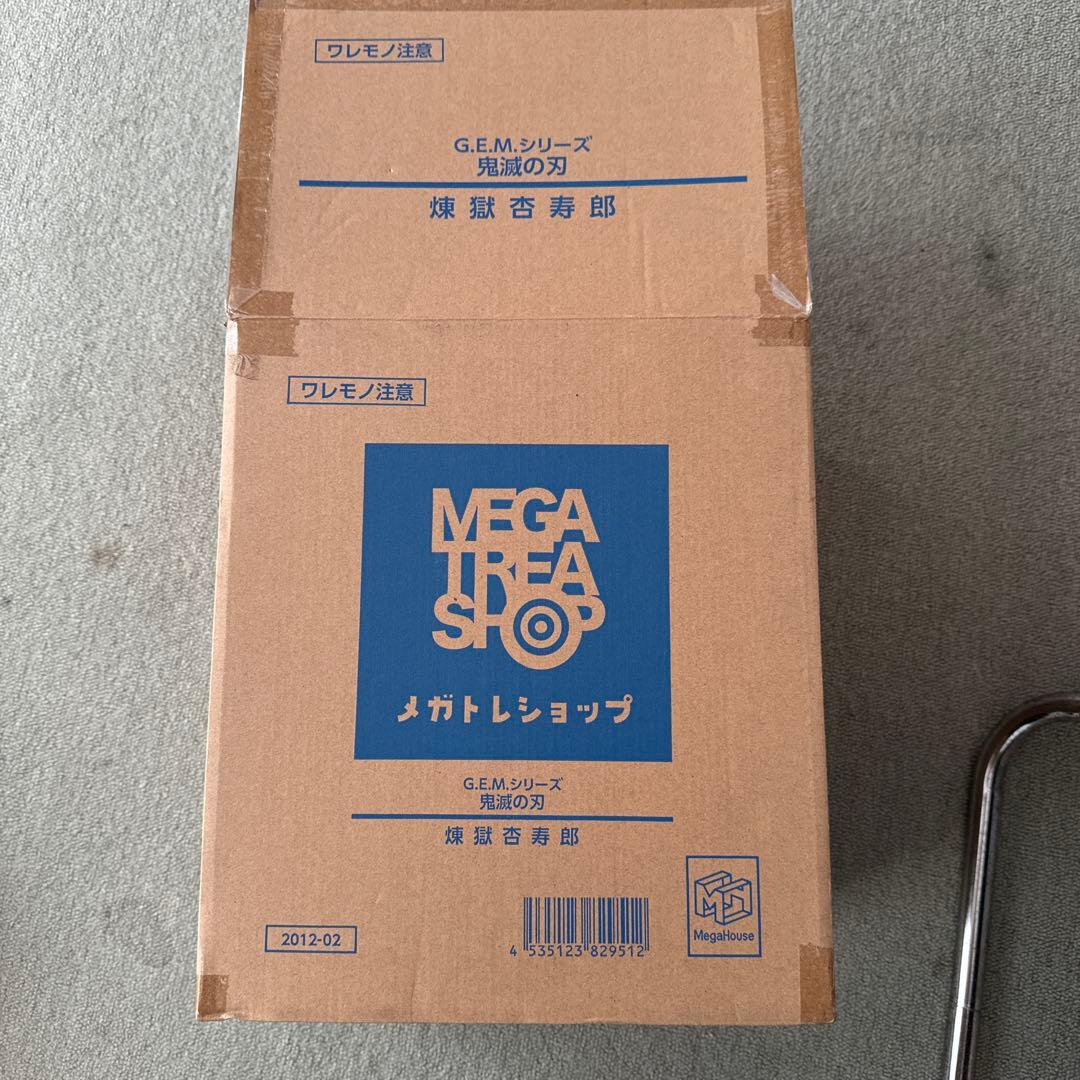 ワレモノ注意
G.E.M.シリーズ
鬼滅の刃
煉獄杏寿郎
ワレモノ注意
MEGA
TREA
SHOP
メガトレショップ
G.E.M.シリーズ
鬼滅の刃
煉獄杏寿郎
2012-02
4 535123 829512
MegaHouse